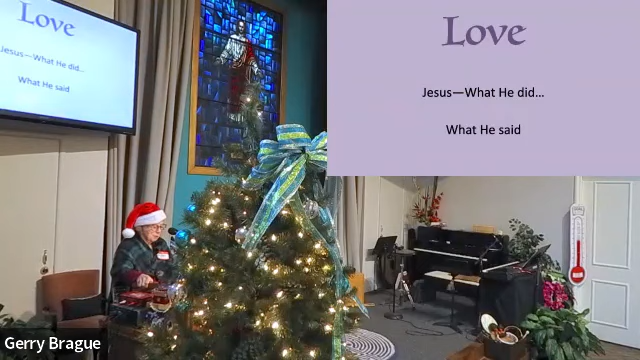 Love
Jesus—What He did...
What He said
Love
Jesus—What He did...
What He said
Gerry Brague